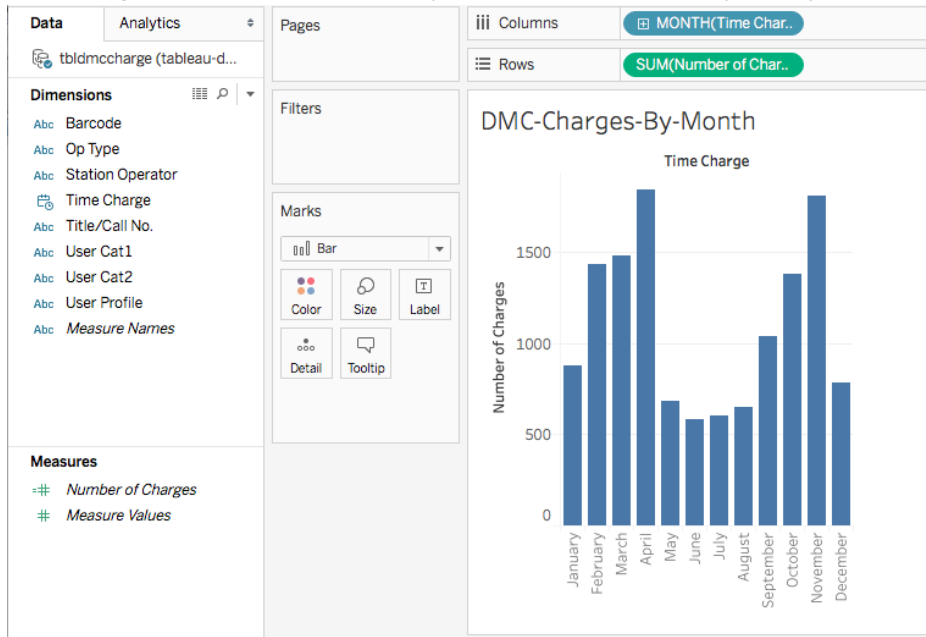 Data
Analytics
tbldmccharge (tableau-d...
Dimensions
Abc Barcode
Abc Op Type
Abc Station Operator
Time Charge
Abc Title/Call No.
Abc User Cat1
Abc User Cat2
Abc User Profile
Abc Measure Names
Measures
=# Number of Charges
# Measure Values
Pages
Filters
Marks
Bar
Color
Size
T
Label
Detail
Tooltip
iii Columns
MONTH(Time Char..
Rows
SUM(Number of Char..
DMC-Charges-By-Month
Time Charge
Number of Charges
1500
1000
500
0
January
February
March
April
May
June
July
August
September
October
November
December